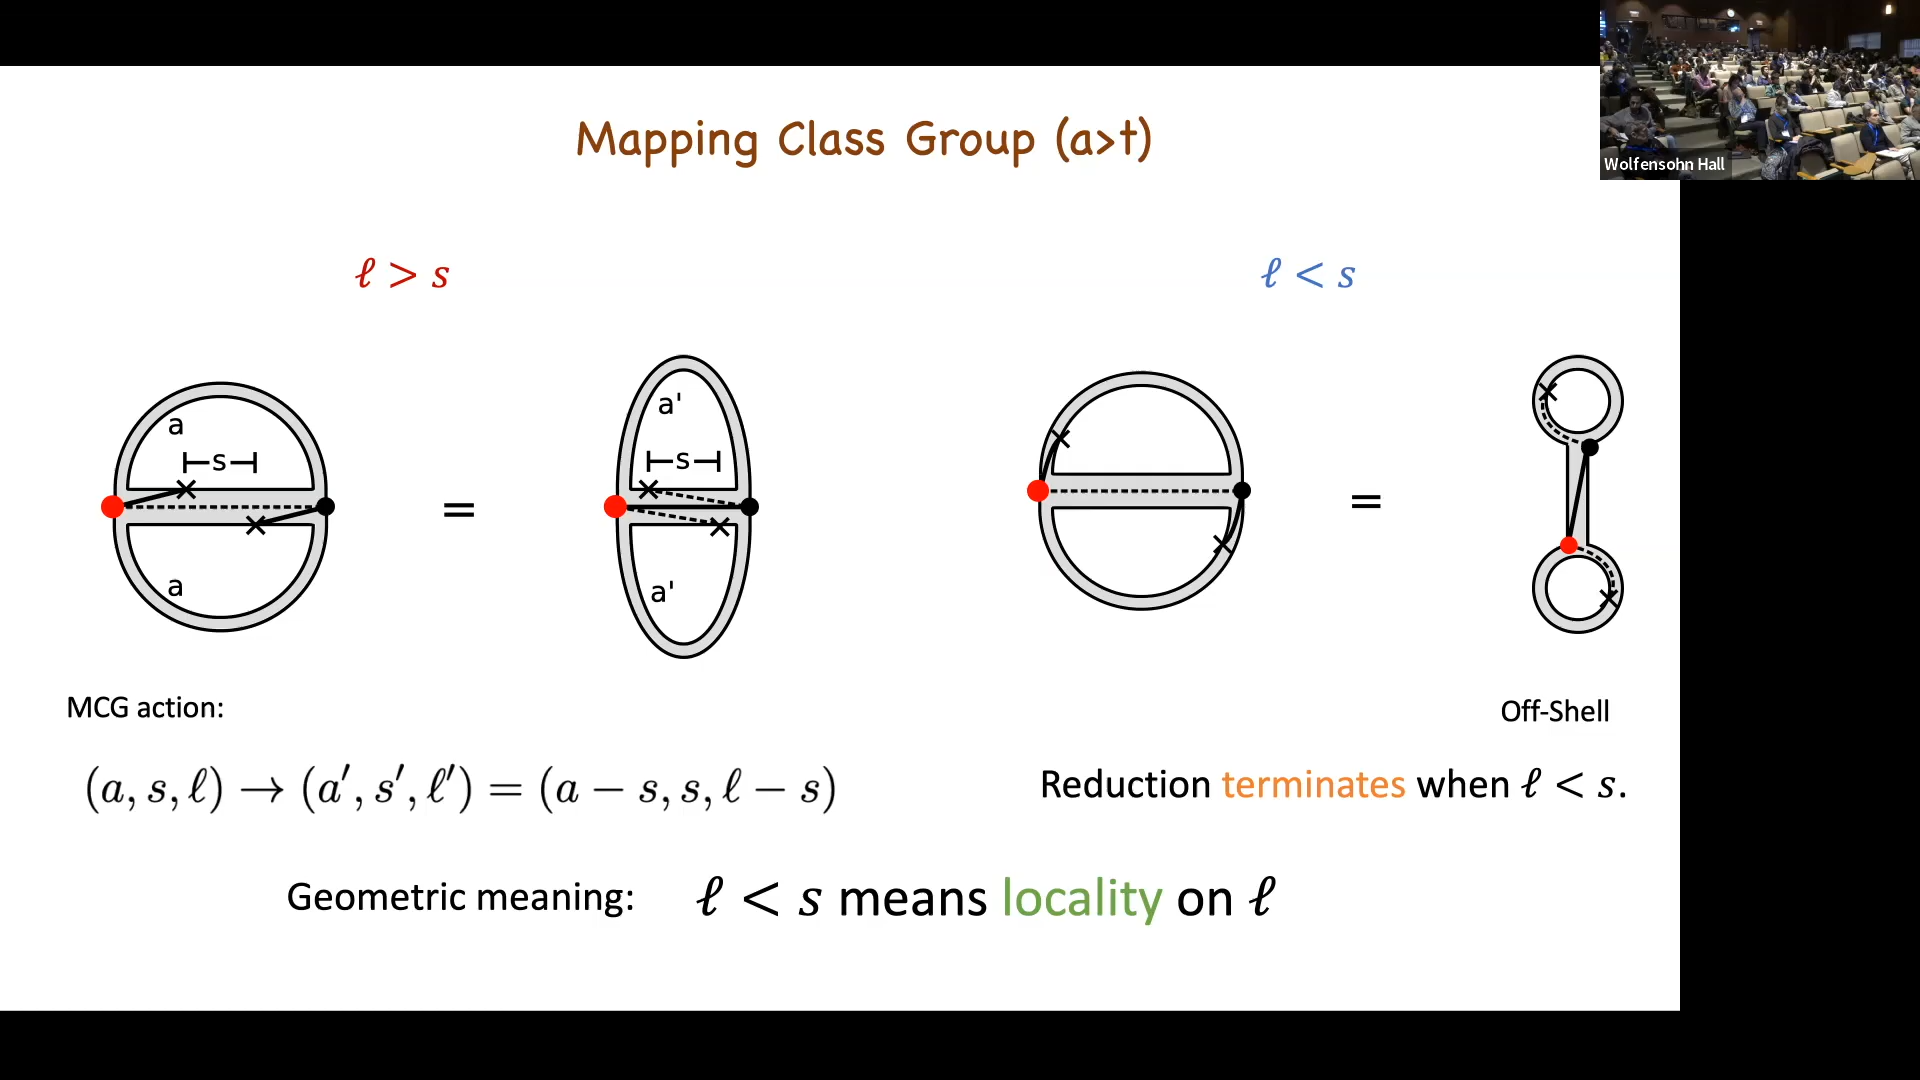 Wolfensohn Hall
Mapping Class Group (a>t)
ℓ > s
ℓ < s
a
s
a
=
a'
s
a'
=
MCG action:
Off-Shell
(a, s, ℓ) → (a′, s′, ℓ′) = (a − s, s, ℓ − s)
Reduction terminates when ℓ < s.
Geometric meaning: ℓ < s means locality on ℓ